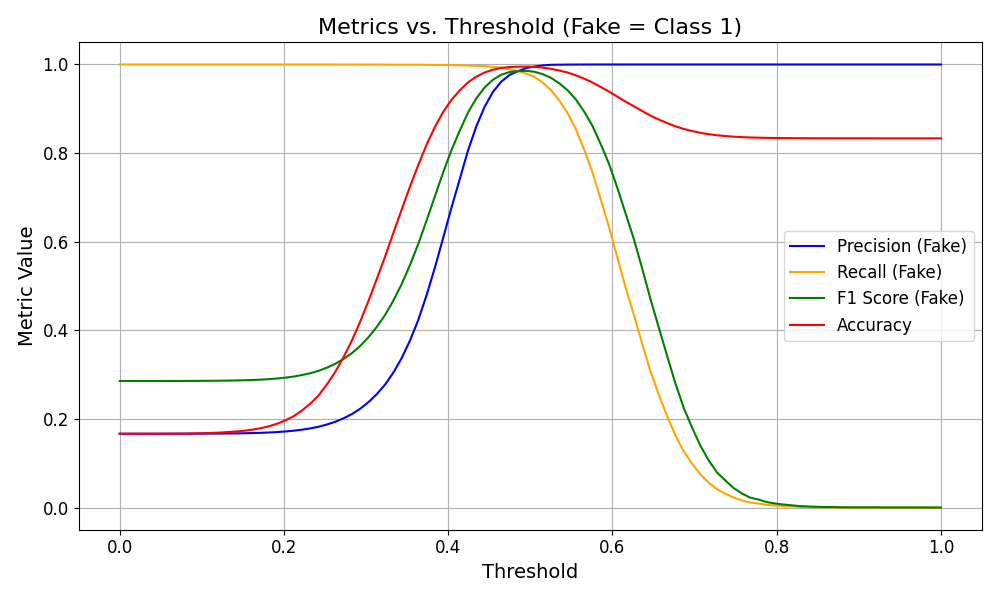 Metrics vs. Threshold (Fake = Class 1)
Metric Value
1.0
0.8
0.6
0.4
0.2
0.0
Precision (Fake)
Recall (Fake)
F1 Score (Fake)
Accuracy
0.0 0.2 0.4 0.6 0.8 1.0
Threshold